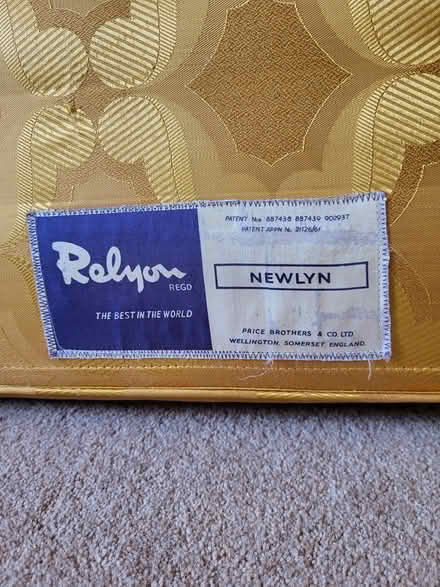 Relyon
REGD
THE BEST IN THE WORLD
PATENT Nos 887438 887439 902937
PATENT APPN No. 21126/61
NEWLYN
PRICE BROTHERS & CO. LTD.
WELLINGTON, SOMERSET, ENGLAND.